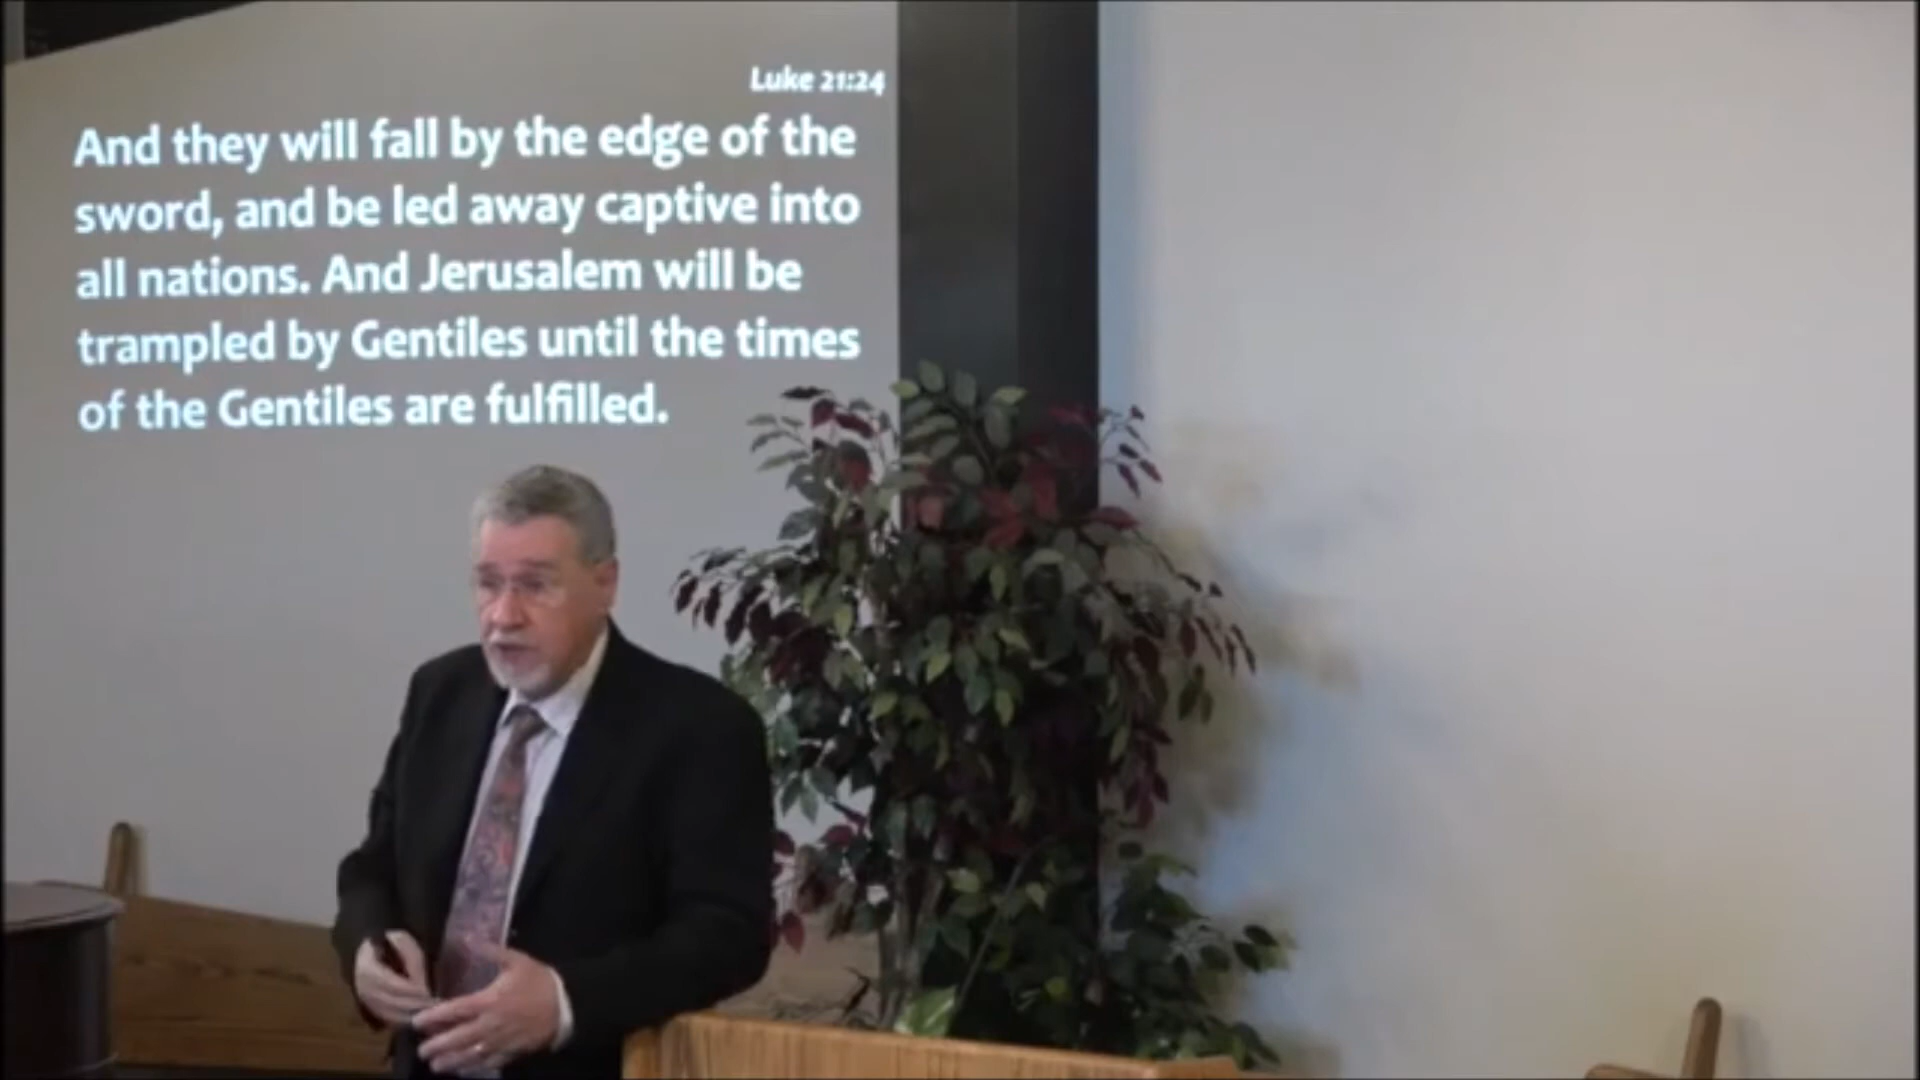 Luke 21:24
And they will fall by the edge of the
sword, and be led away captive into
all nations. And Jerusalem will be
trampled by Gentiles until the times
of the Gentiles are fulfilled.